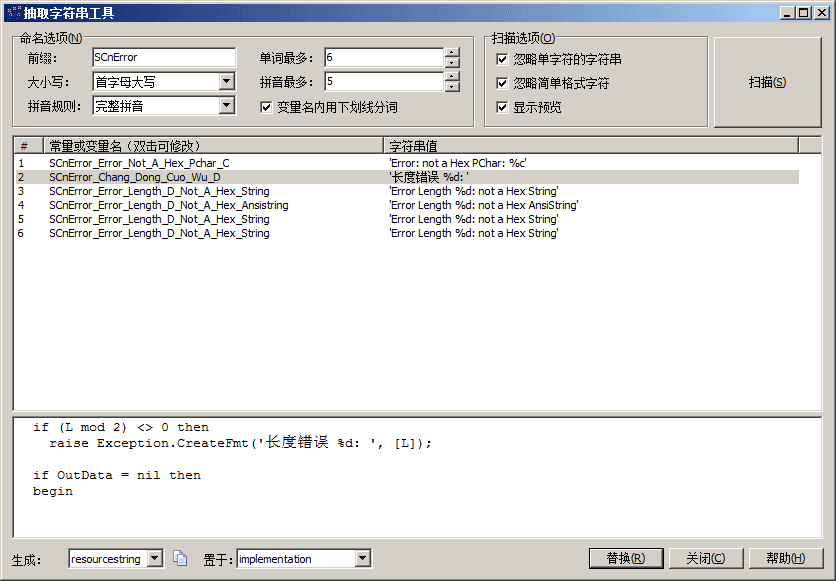 抽取字符串工具
命名选项(N)
前缀: SCnError 单词最多: 6
大小写: 首字母大写 拼音最多: 5
拼音规则: 完整拼音 变量名内用下划线分词
扫描选项(O)
忽略单字符的字符串
忽略简单格式字符
显示预览
扫描(S)
# 常量或变量名（双击可修改） 字符串值
1 SCnError_Error_Not_A_Hex_Pchar_C 'Error: not a Hex PChar: %c'
2 SCnError_Chang_Dong_Cuo_Wu_D '长度错误 %d: '
3 SCnError_Error_Length_D_Not_A_Hex_String 'Error Length %d: not a Hex String'
4 SCnError_Error_Length_D_Not_A_Hex_Ansistring 'Error Length %d: not a Hex AnsiString'
5 SCnError_Error_Length_D_Not_A_Hex_String 'Error Length %d: not a Hex String'
6 SCnError_Error_Length_D_Not_A_Hex_String 'Error Length %d: not a Hex String'
if (L mod 2) <> 0 then
raise Exception.CreateFmt('长度错误 %d: ', [L]);
if OutData = nil then
begin
生成: resourcestring 置于: implementation 替换(R) 关闭(C) 帮助(H)